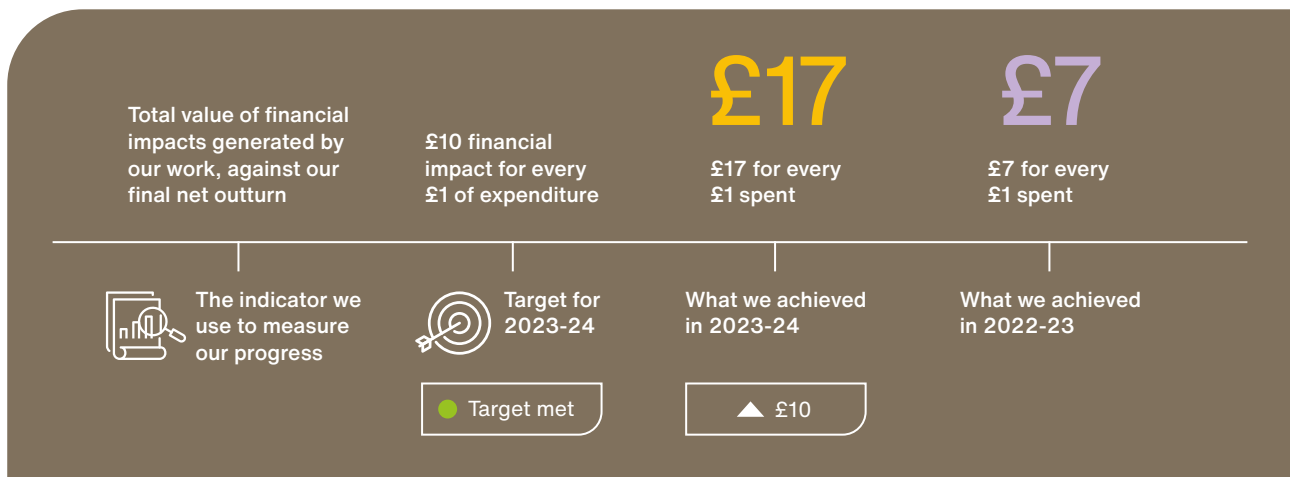 Total value of financial
impacts generated by
our work, against our
final net outturn
£10 financial
impact for every
£1 of expenditure
£17
£17 for every
£1 spent
£7
£7 for every
£1 spent
The indicator we
use to measure
our progress
Target for
2023-24
Target met
What we achieved
in 2023-24
£10
What we achieved
in 2022-23